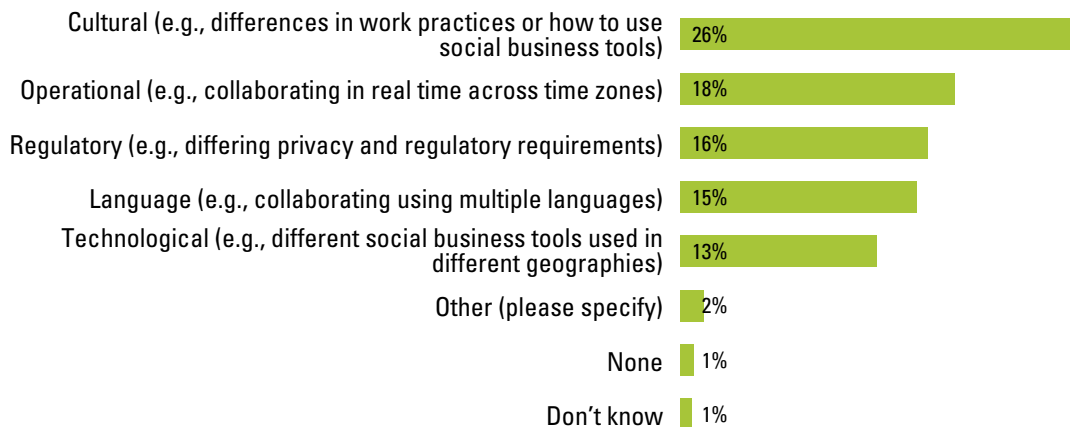 Cultural (e.g., differences in work practices or how to use
social business tools)
26%
Operational (e.g., collaborating in real time across time zones)
18%
Regulatory (e.g., differing privacy and regulatory requirements)
16%
Language (e.g., collaborating using multiple languages)
15%
Technological (e.g., different social business tools used in
different geographies)
13%
Other (please specify)
2%
None
1%
Don’t know
1%